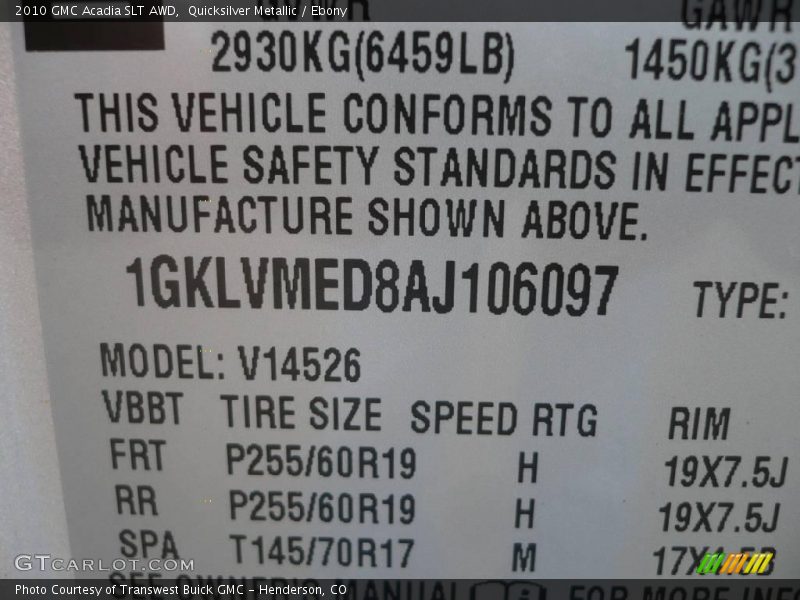 2010 GMC Acadia SLT AWD,  Quicksilver Metallic / Ebony
2930KG(6459LB) 1450KG(3
THIS VEHICLE CONFORMS TO ALL APPL
VEHICLE SAFETY STANDARDS IN EFFECT
MANUFACTURE SHOWN ABOVE.
1GKLVMED8AJ106097 TYPE:
MODEL: V14526
VBBT TIRE SIZE SPEED RTG RIM
FRT P255/60R19 H 19X7.5J
RR P255/60R19 H 19X7.5J
SPA T145/70R17 M
GTcarlot.com
Photo Courtesy of Transwest Buick GMC – Henderson, CO